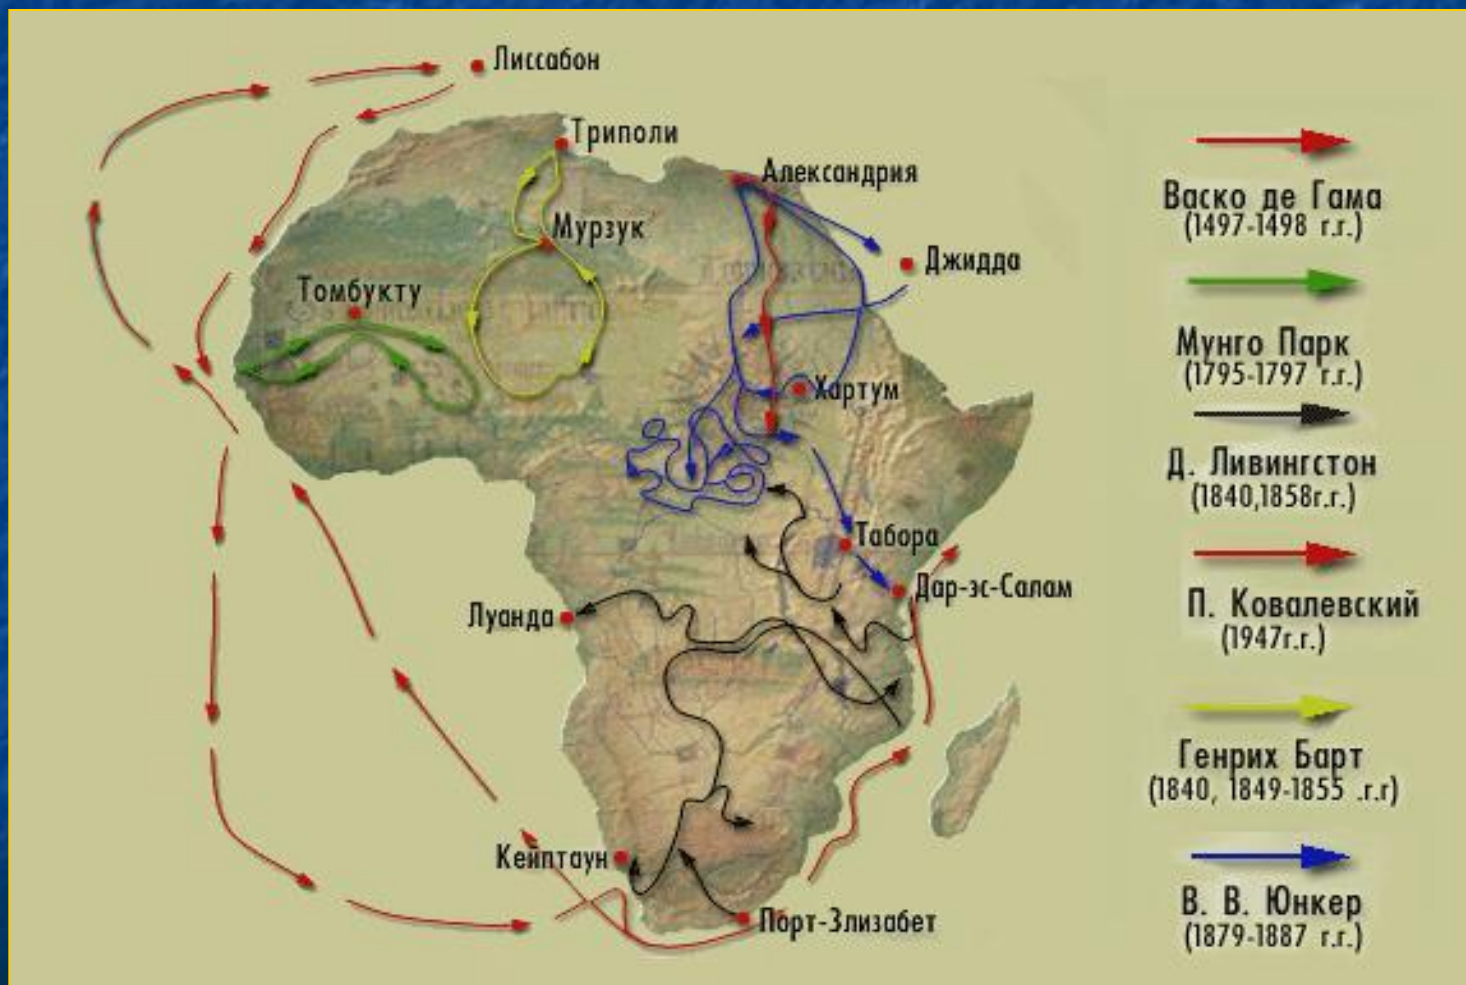 Лиссабон
Триполи
Александрия
Мурзук
Джидда
Томбукту
Хартум
Табора
Дар-эс-Салам
Луанда
Кейптаун
Порт-Элизабет
Васко де Гама
(1497-1498 г.г.)
Мунго Парк
(1795-1797 г.г.)
Д. Ливингстон
(1840,1858г.г.)
П. Ковалевский
(1947г.г.)
Генрих Барт
(1840, 1849-1855 .г.г)
В. В. Юнкер
(1879-1887 г.г.)